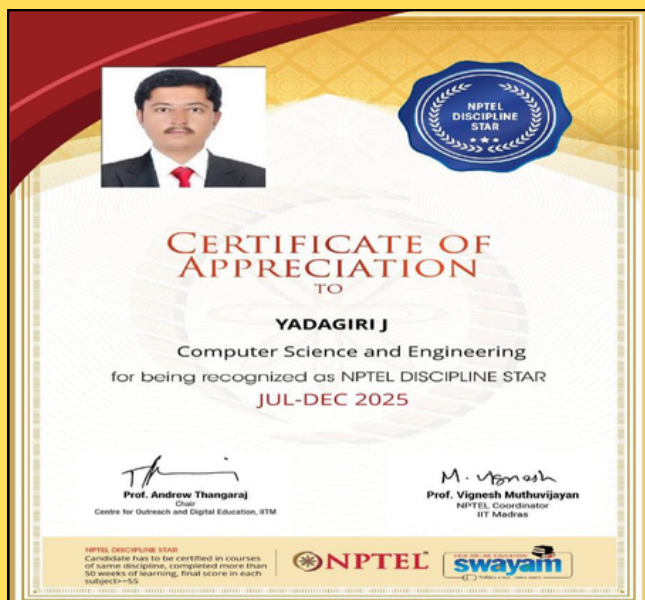 NPTEL
DISCIPLINE
STAR
CERTIFICATE OF
APPRECIATION
TO
YADAGIRI J
Computer Science and Engineering
for being recognized as NPTEL DISCIPLINE STAR
JUL-DEC 2025
Prof. Andrew Thangaraj
Chair
Centre for Outreach and Digital Education, IITM
M. Vignesh
Prof. Vignesh Muthuvijayan
NPTEL Coordinator
IIT Madras
NPTEL DISCIPLINE STAR
Candidate has to be certified in courses
of same discipline, completed more than
50 weeks of learning, final score in each
subject>=55
NPTEL
FREE ONLINE EDUCATION
swayam